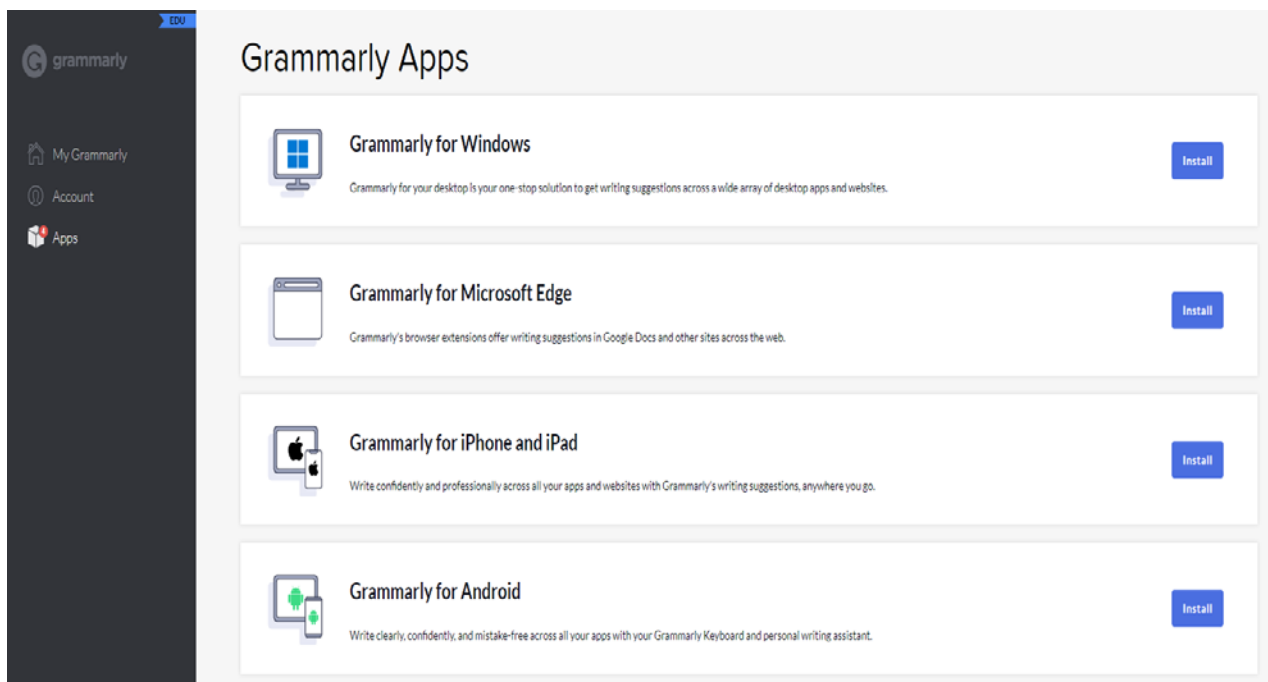 EDU
grammarly
My Grammarly
Account
4
Apps
Grammarly Apps
Grammarly for Windows
Grammarly for your desktop is your one-stop solution to get writing suggestions across a wide array of desktop apps and websites.
Install
Grammarly for Microsoft Edge
Grammarly's browser extensions offer writing suggestions in Google Docs and other sites across the web.
Install
Grammarly for iPhone and iPad
Write confidently and professionally across all your apps and websites with Grammarly's writing suggestions, anywhere you go.
Install
Grammarly for Android
Write clearly, confidently, and mistake-free across all your apps with your Grammarly Keyboard and personal writing assistant.
Install